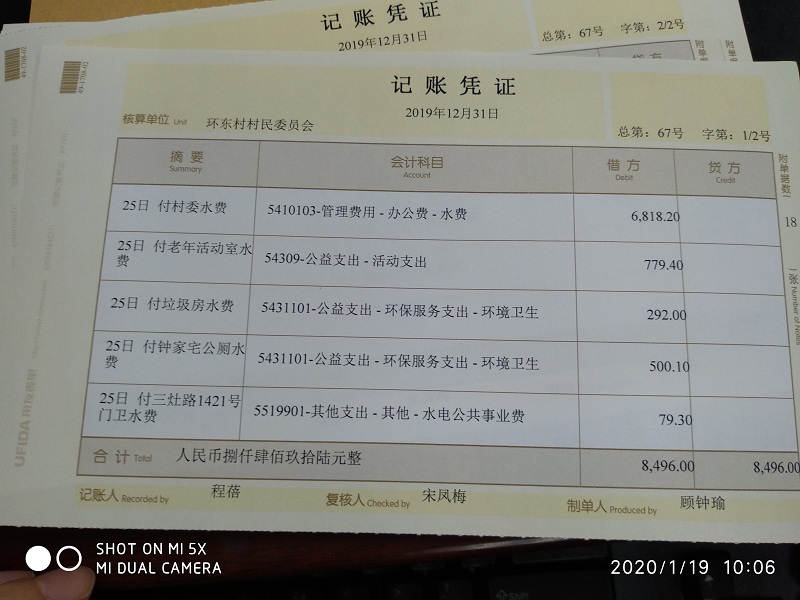 记账凭证
2019年12月31日
总第：67号 字第：2/2号
49-1708-02
记账凭证
2019年12月31日
核算单位 Unit 环东村村民委员会
总第：67号 字第：1/2号
摘要 Summary 会计科目 Account 借方 Debit 贷方 Credit
25日 付村委水费 5410103-管理费用 - 办公费 - 水费 6,818.20
25日 付老年活动室水费 54309-公益支出 - 活动支出 779.40
25日 付垃圾房水费 5431101-公益支出 - 环保服务支出 - 环境卫生 292.00
25日 付钟家宅公厕水费 5431101-公益支出 - 环保服务支出 - 环境卫生 500.10
25日 付三灶路1421号门卫水费 5519901-其他支出 - 其他 - 水电公共事业费 79.30
合计 Total 人民币捌仟肆佰玖拾陆元整 8,496.00 8,496.00
记账人 Recorded by 程蓓 复核人 Checked by 宋凤梅 制单人 Produced by 顾钟瑜
附单据数 18 张 Number of Notes
UFIDA 用友表单
SHOT ON MI 5X
MI DUAL CAMERA
2020/1/19 10:06